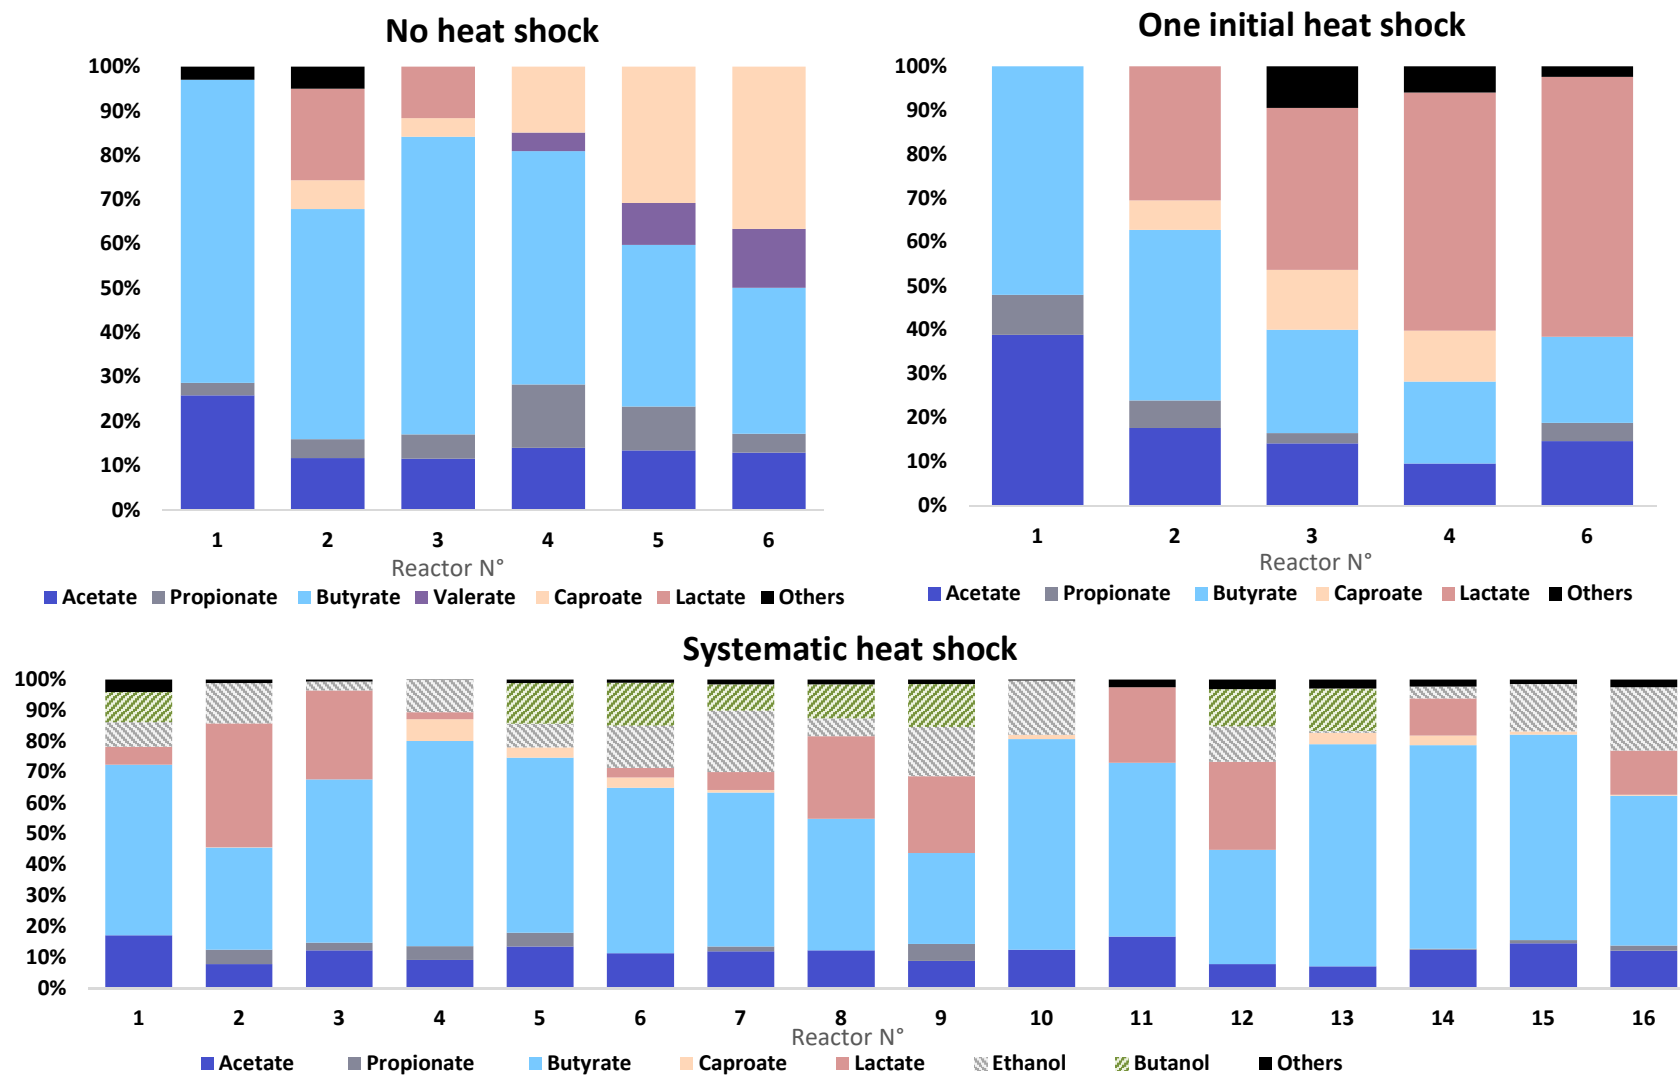 No heat shock
100%
90%
80%
70%
60%
50%
40%
30%
20%
10%
0%
1 2 3 4 5 6
Reactor N°
Acetate Propionate Butyrate Valerate Caproate Lactate Others
One initial heat shock
100%
90%
80%
70%
60%
50%
40%
30%
20%
10%
0%
1 2 3 4 6
Reactor N°
Acetate Propionate Butyrate Caproate Lactate Others
Systematic heat shock
100%
90%
80%
70%
60%
50%
40%
30%
20%
10%
0%
1 2 3 4 5 6 7 8 9 10 11 12 13 14 15 16
Reactor N°
Acetate Propionate Butyrate Caproate Lactate Ethanol Butanol Others